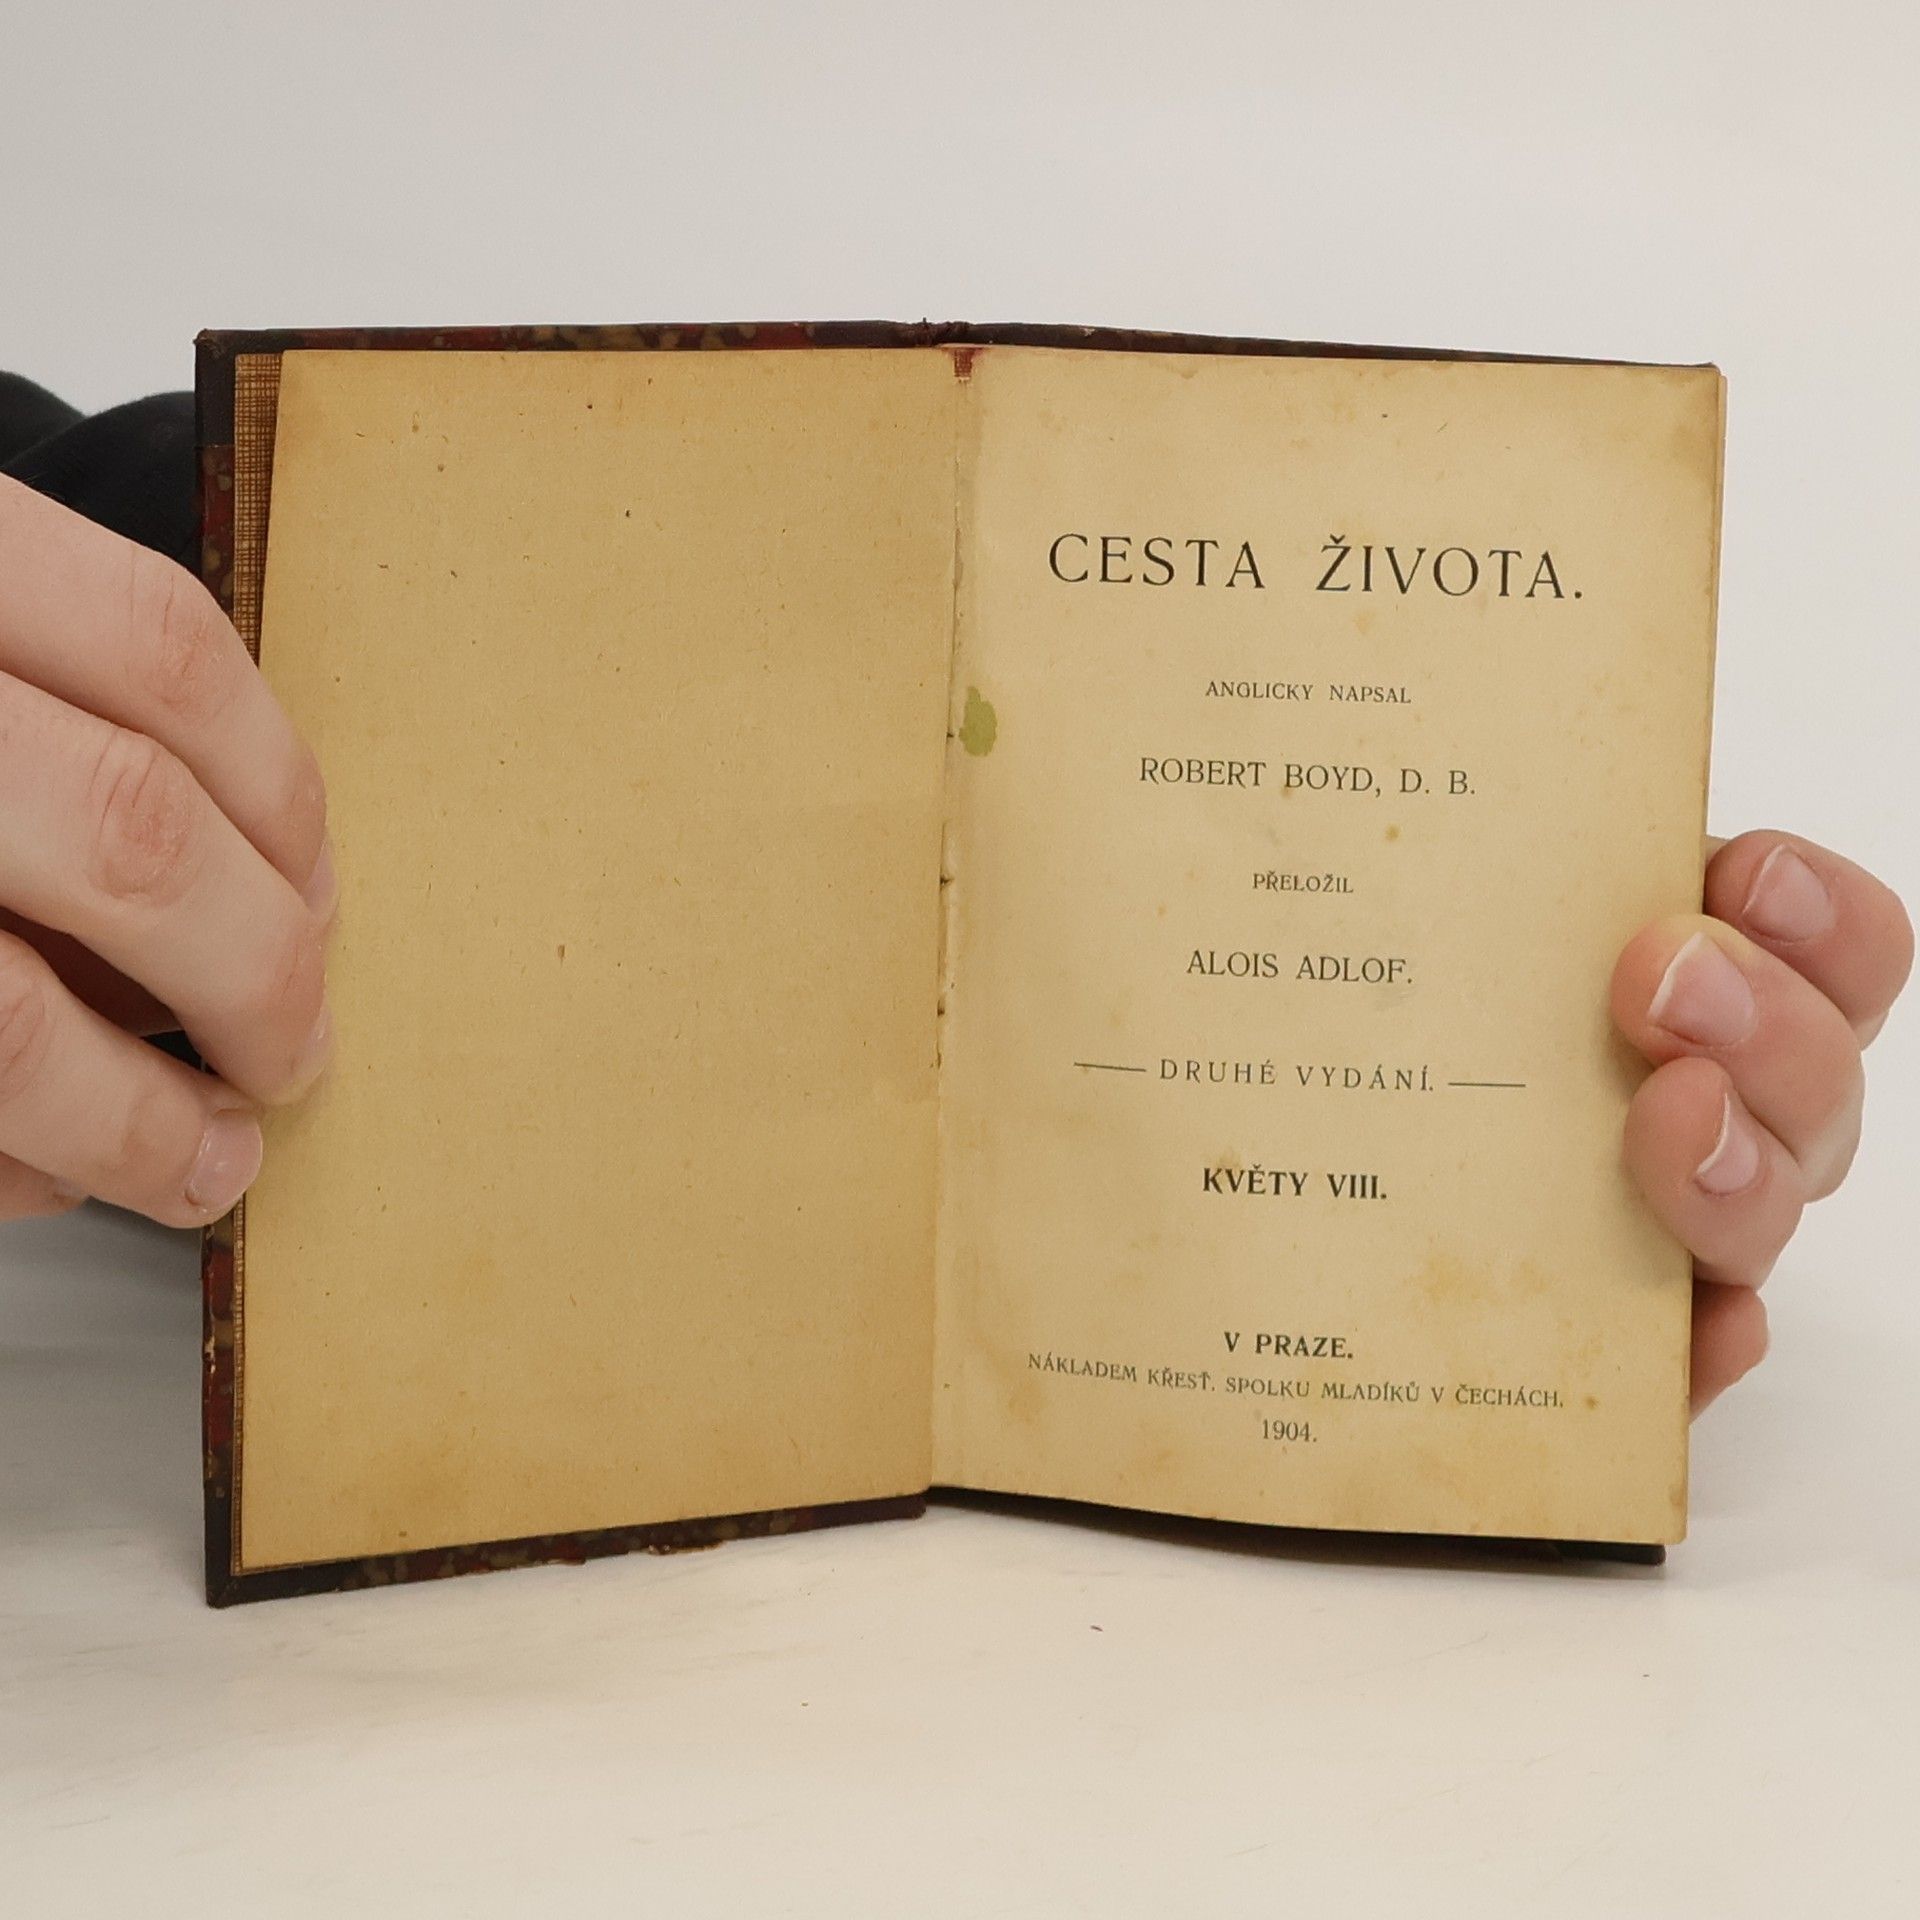 CESTA ŽIVOTA.
ANGLICKY NAPSAL
ROBERT BOYD, D. B.
PŘELOŽIL
ALOIS ADLOF.
DRUHÉ VYDÁNÍ.
KVĚTY VIII.
V PRAZE.
NÁKLADEM KŘESŤ. SPOLKU MLADÍKŮ V ČECHÁCH.
1904.